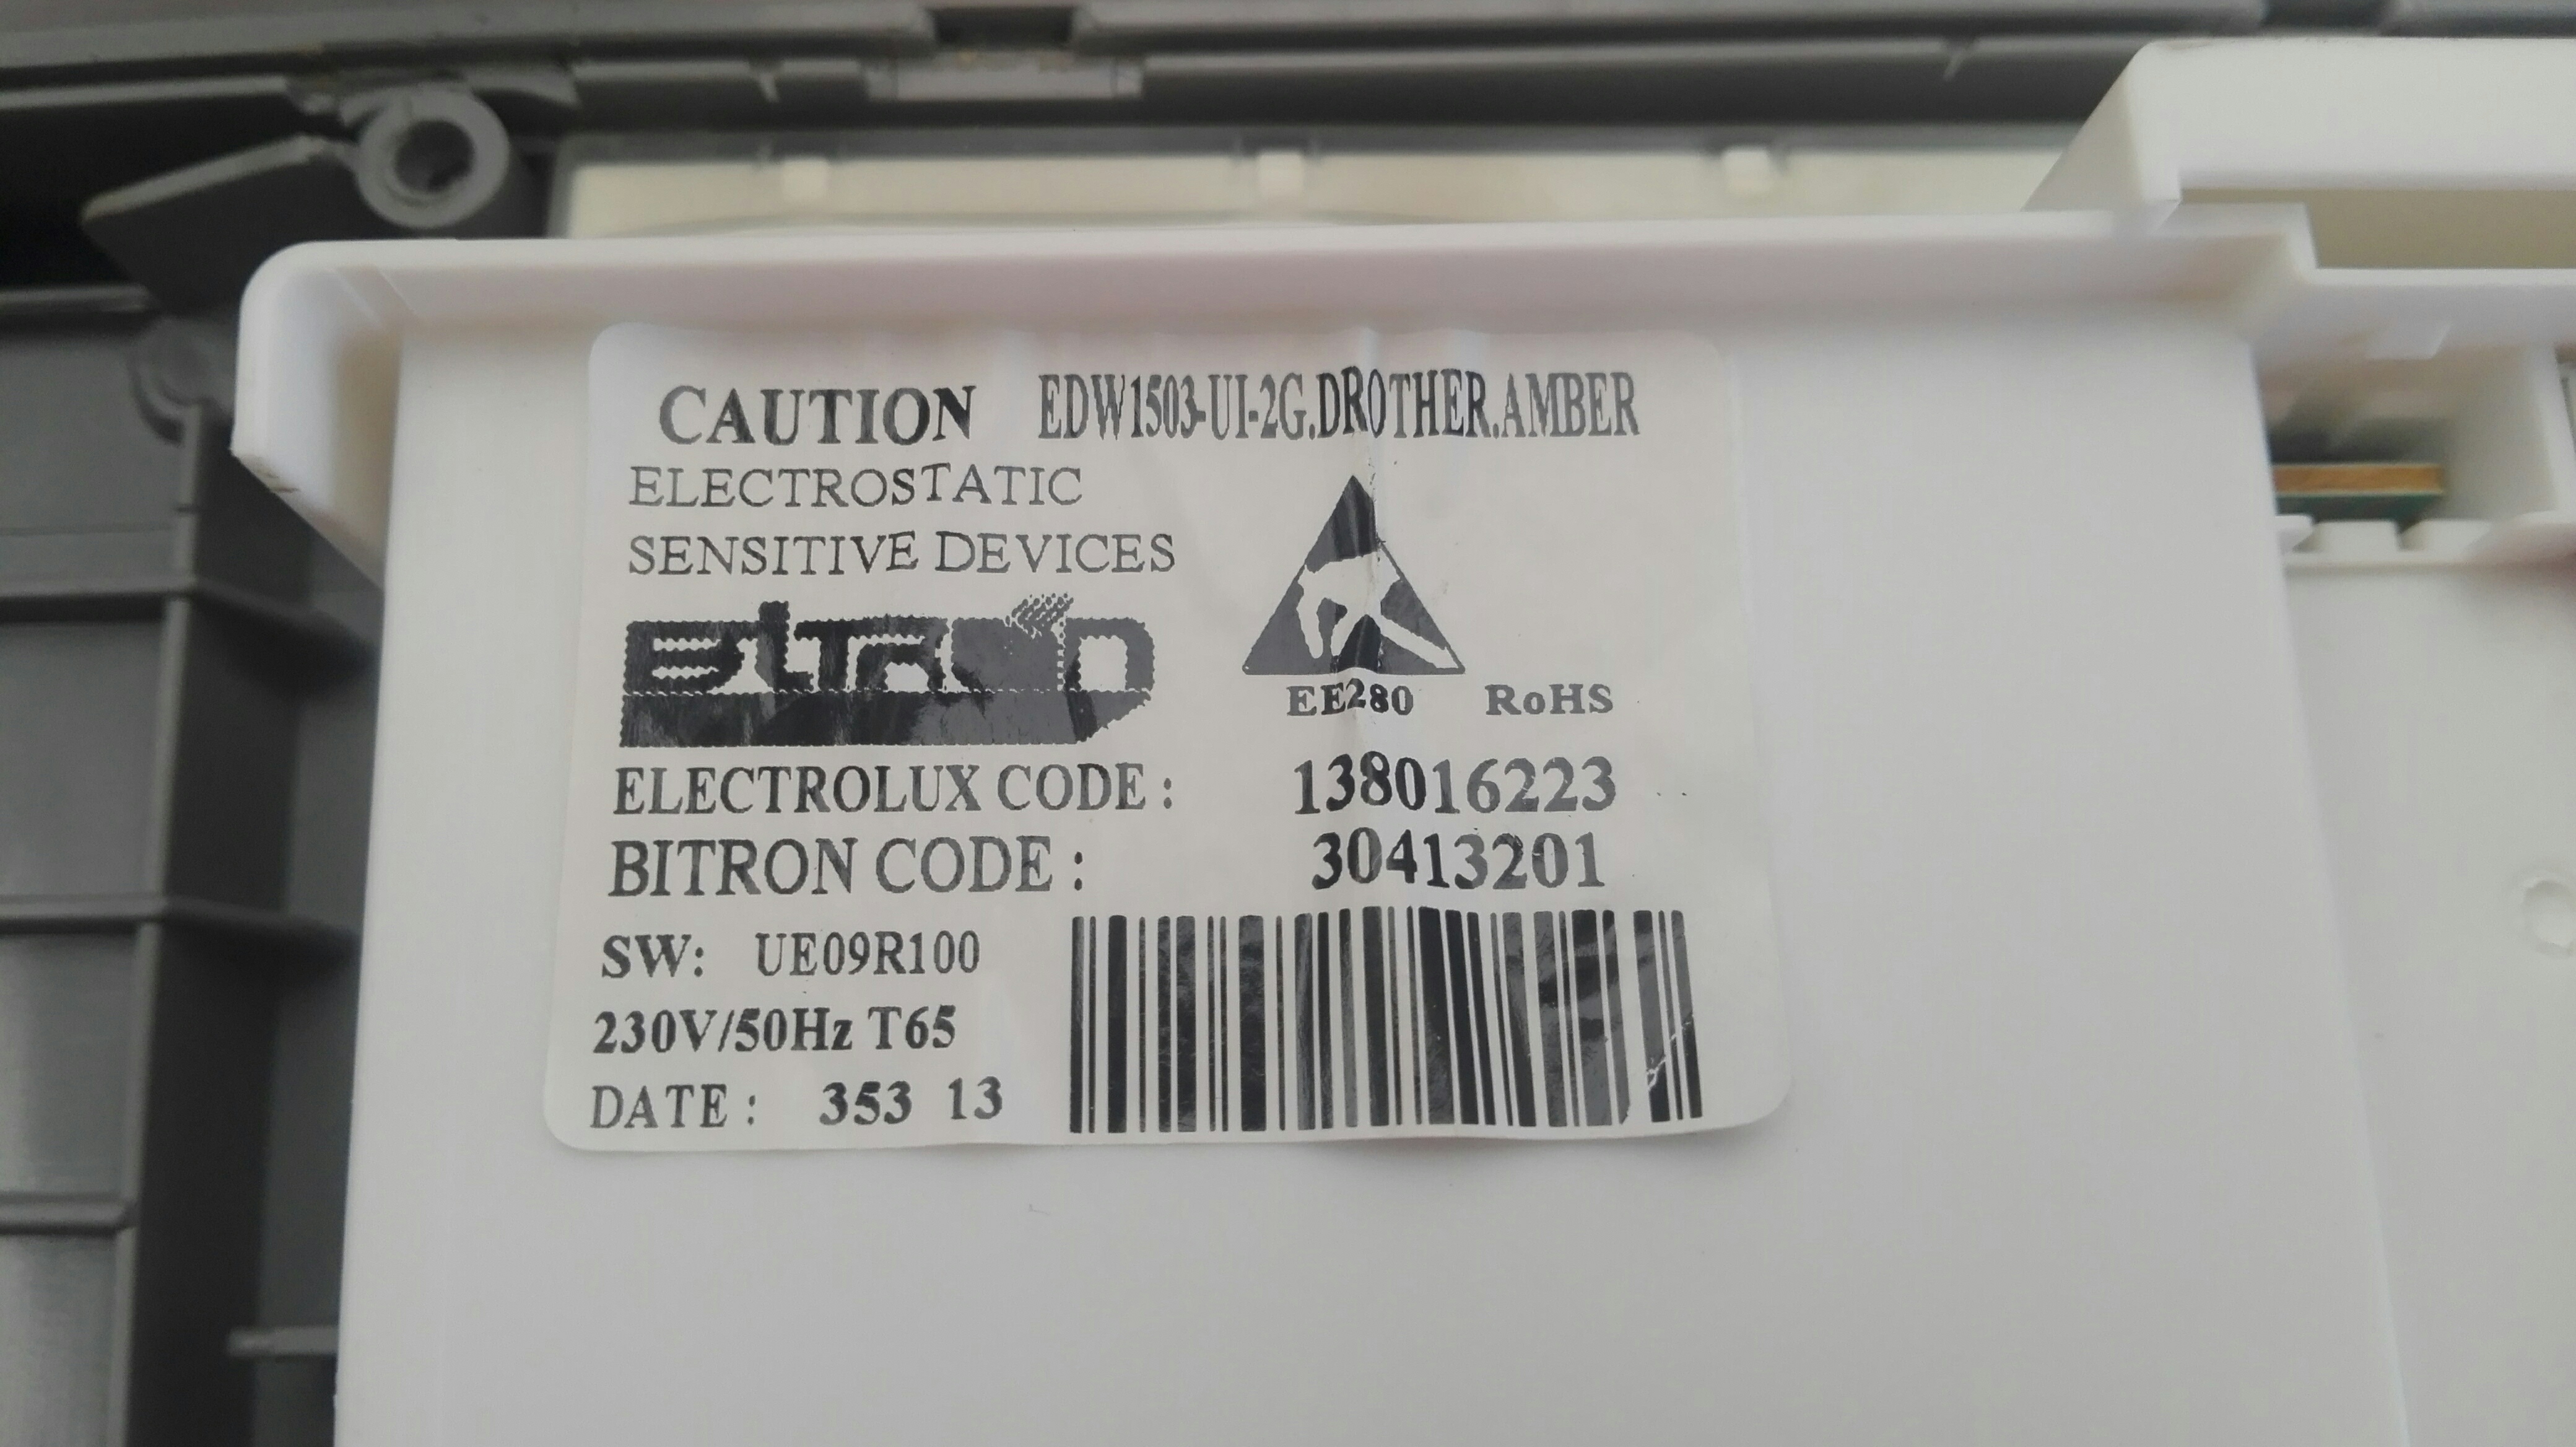 CAUTION EDW1503-UI-2G.DROTHER.AMBER
ELECTROSTATIC
SENSITIVE DEVICES
BITRON
EE280 RoHS
ELECTROLUX CODE : 138016223
BITRON CODE : 30413201
SW: UE09R100
230V/50Hz T65
DATE : 353 13